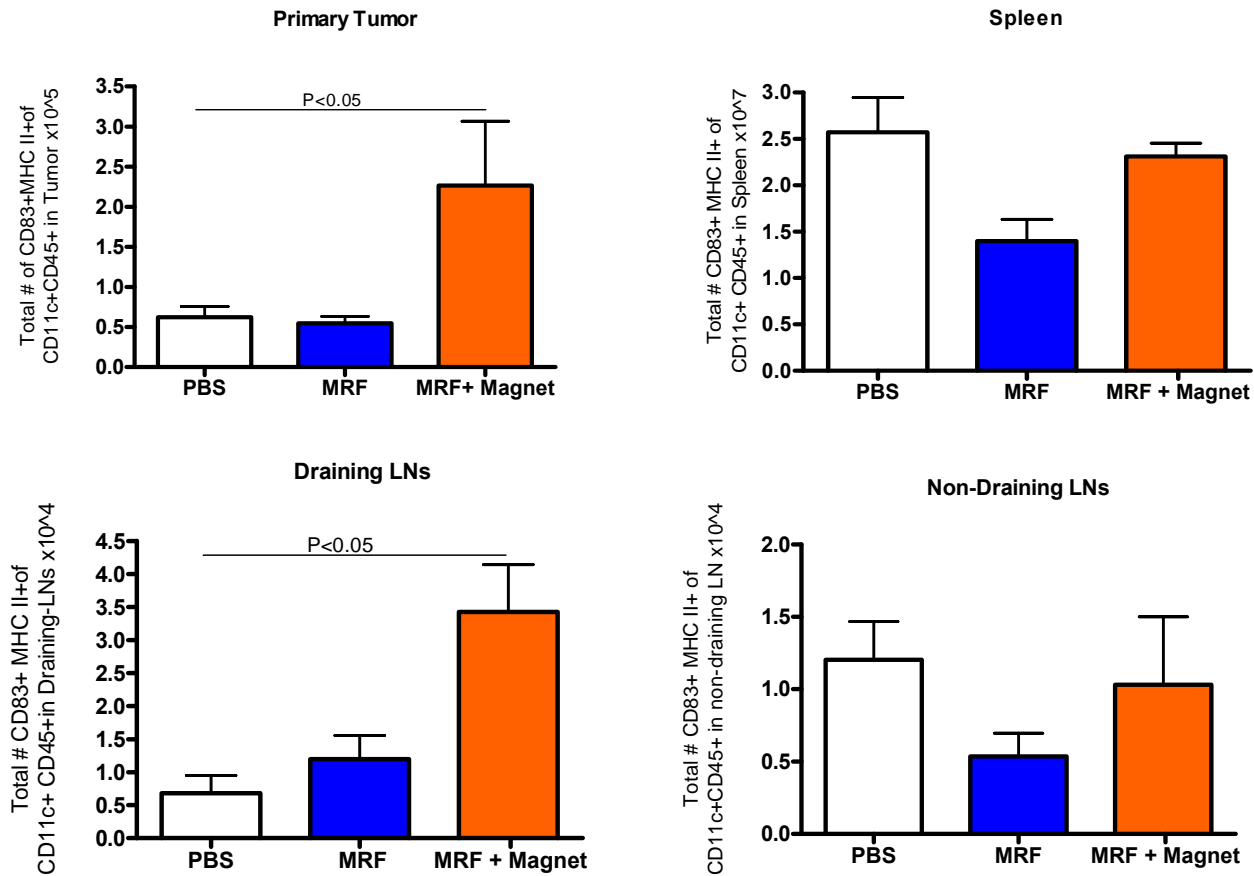 Primary Tumor
Total # of CD83+MHC II+of
CD11c+CD45+ in Tumor x10^5
3.5
3.0
2.5
2.0
1.5
1.0
0.5
0.0
P<0.05
PBS
MRF
MRF+ Magnet
Spleen
Total # CD83+ MHC II+ of
CD11c+ CD45+ in Spleen x10^7
3.0
2.5
2.0
1.5
1.0
0.5
0.0
PBS
MRF
MRF + Magnet
Draining LNs
Total # CD83+ MHC II+of
CD11c+ CD45+in Draining-LNs x10^4
4.5
4.0
3.5
3.0
2.5
2.0
1.5
1.0
0.5
0.0
P<0.05
PBS
MRF
MRF + Magnet
Non-Draining LNs
Total # CD83+ MHC II+ of
CD11c+CD45+ in non-draining LN x10^4
2.0
1.5
1.0
0.5
0.0
PBS
MRF
MRF + Magnet